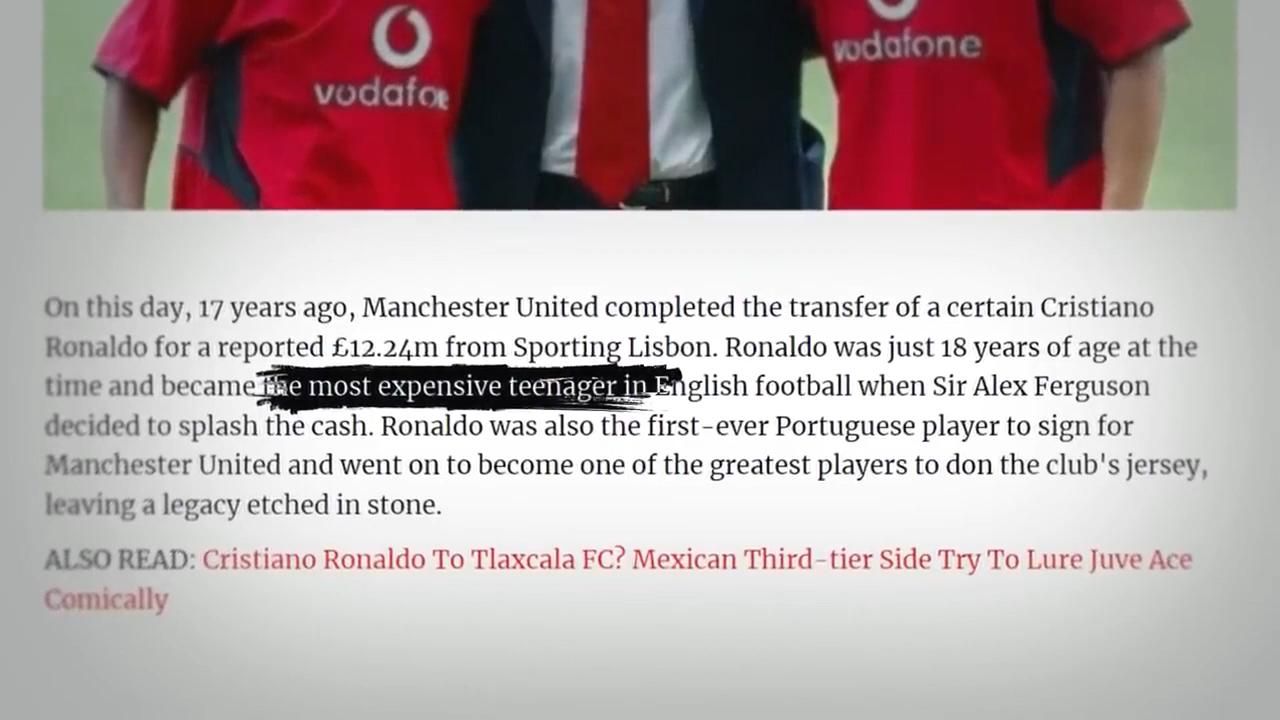 vodafo
vodafone
On this day, 17 years ago, Manchester United completed the transfer of a certain Cristiano
Ronaldo for a reported £12.24m from Sporting Lisbon. Ronaldo was just 18 years of age at the
time and became the most expensive teenager in English football when Sir Alex Ferguson
decided to splash the cash. Ronaldo was also the first-ever Portuguese player to sign for
Manchester United and went on to become one of the greatest players to don the club's jersey,
leaving a legacy etched in stone.
ALSO READ: Cristiano Ronaldo To Tlaxcala FC? Mexican Third-tier Side Try To Lure Juve Ace
Comically